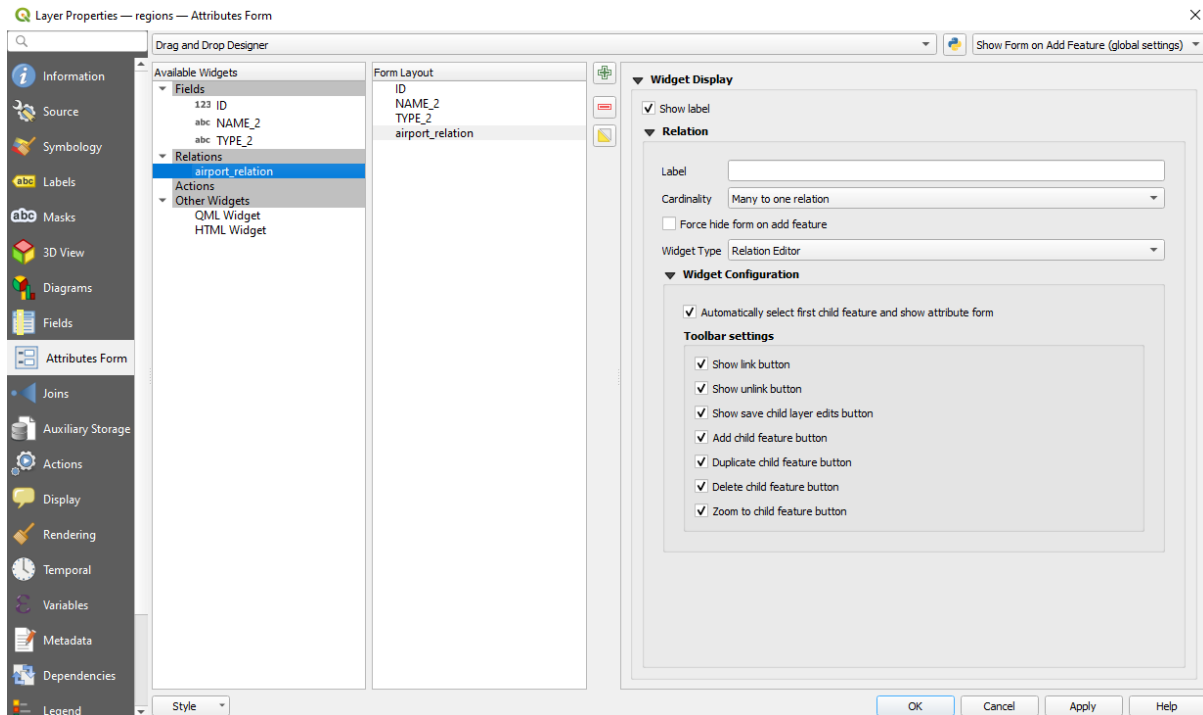 Layer Properties — regions — Attributes Form
Drag and Drop Designer
Show Form on Add Feature (global settings)
Information
Source
Symbology
abc Labels
abc Masks
3D View
Diagrams
Fields
Attributes Form
Joins
Auxiliary Storage
Actions
Display
Rendering
Temporal
Variables
Metadata
Dependencies
Legend
Available Widgets
Fields
123 ID
abc NAME_2
abc TYPE_2
Relations
airport_relation
Actions
Other Widgets
QML Widget
HTML Widget
Form Layout
ID
NAME_2
TYPE_2
airport_relation
Widget Display
Show label
Relation
Label
Cardinality Many to one relation
Force hide form on add feature
Widget Type Relation Editor
Widget Configuration
Automatically select first child feature and show attribute form
Toolbar settings
Show link button
Show unlink button
Show save child layer edits button
Add child feature button
Duplicate child feature button
Delete child feature button
Zoom to child feature button
Style
OK
Cancel
Apply
Help